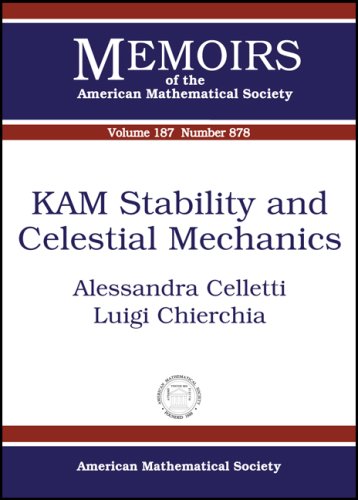 MEMOIRS
of the
American Mathematical Society
Volume 187 Number 878
KAM Stability and
Celestial Mechanics
Alessandra Celletti
Luigi Chierchia
American Mathematical Society